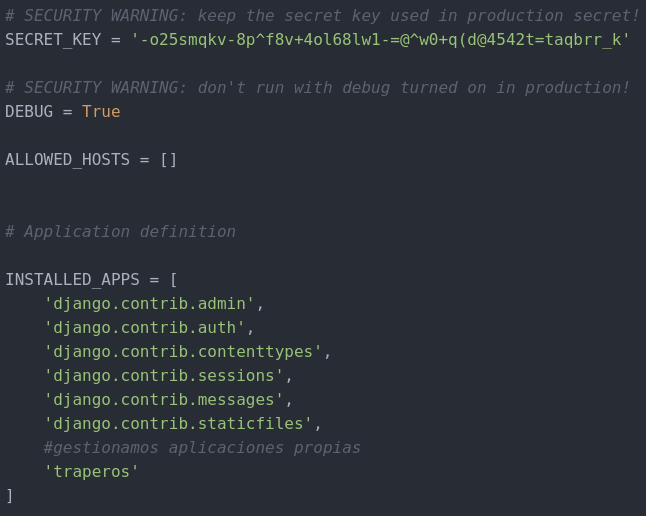 # SECURITY WARNING: keep the secret key used in production secret!
SECRET_KEY = '-o25smqkv-8p^f8v+4ol68lw1-=@^w0+q(d@4542t=taqbrr_k'
# SECURITY WARNING: don't run with debug turned on in production!
DEBUG = True
ALLOWED_HOSTS = []
# Application definition
INSTALLED_APPS = [
    'django.contrib.admin',
    'django.contrib.auth',
    'django.contrib.contenttypes',
    'django.contrib.sessions',
    'django.contrib.messages',
    'django.contrib.staticfiles',
    #gestionamos aplicaciones propias
    'traperos'
]